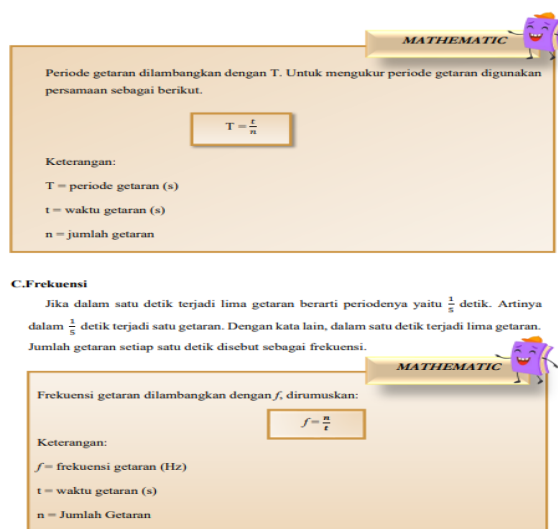 MATHEMATIC
Periode getaran dilambangkan dengan T. Untuk mengukur periode getaran digunakan
persamaan sebagai berikut.
T = t/n
Keterangan:
T = periode getaran (s)
t = waktu getaran (s)
n = jumlah getaran
C.Frekuensi
Jika dalam satu detik terjadi lima getaran berarti periodenya yaitu 1/5 detik. Artinya
dalam 1/5 detik terjadi satu getaran. Dengan kata lain, dalam satu detik terjadi lima getaran.
Jumlah getaran setiap satu detik disebut sebagai frekuensi.
MATHEMATIC
Frekuensi getaran dilambangkan dengan f, dirumuskan:
f = n/t
Keterangan:
f = frekuensi getaran (Hz)
t = waktu getaran (s)
n = Jumlah Getaran